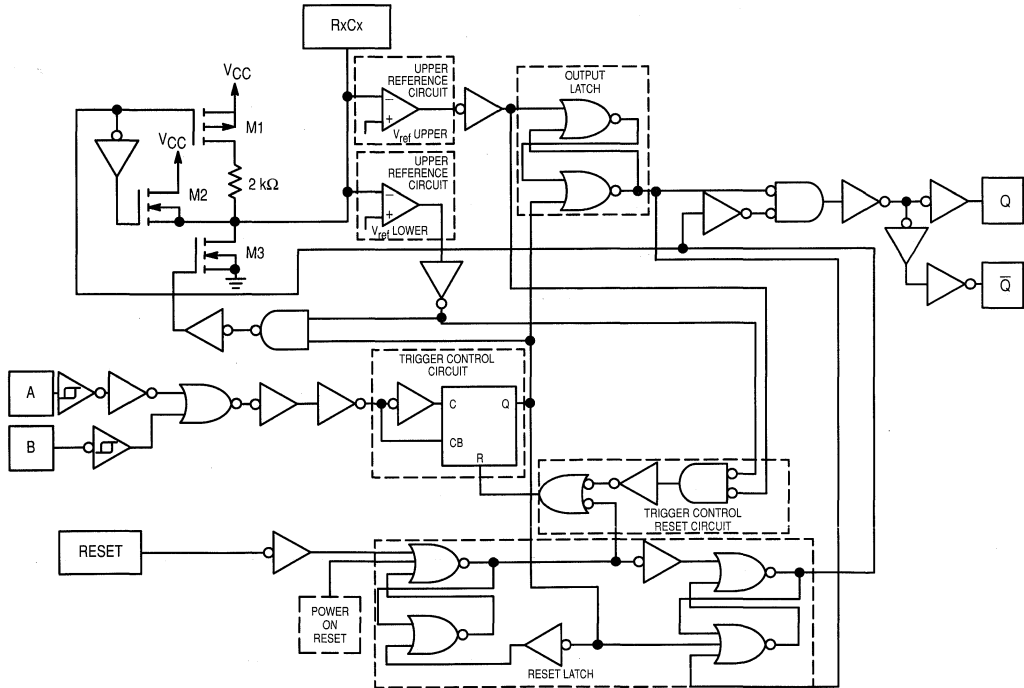 RxCx
UPPER
REFERENCE
CIRCUIT
−
+
Vref UPPER
OUTPUT
LATCH
VCC
M1
VCC
M2
2 kΩ
UPPER
REFERENCE
CIRCUIT
+
Vref LOWER
M3
Q
Q̅
TRIGGER CONTROL
CIRCUIT
A
B
C
Q
CB
R
TRIGGER CONTROL
RESET CIRCUIT
RESET
POWER
ON
RESET
RESET LATCH